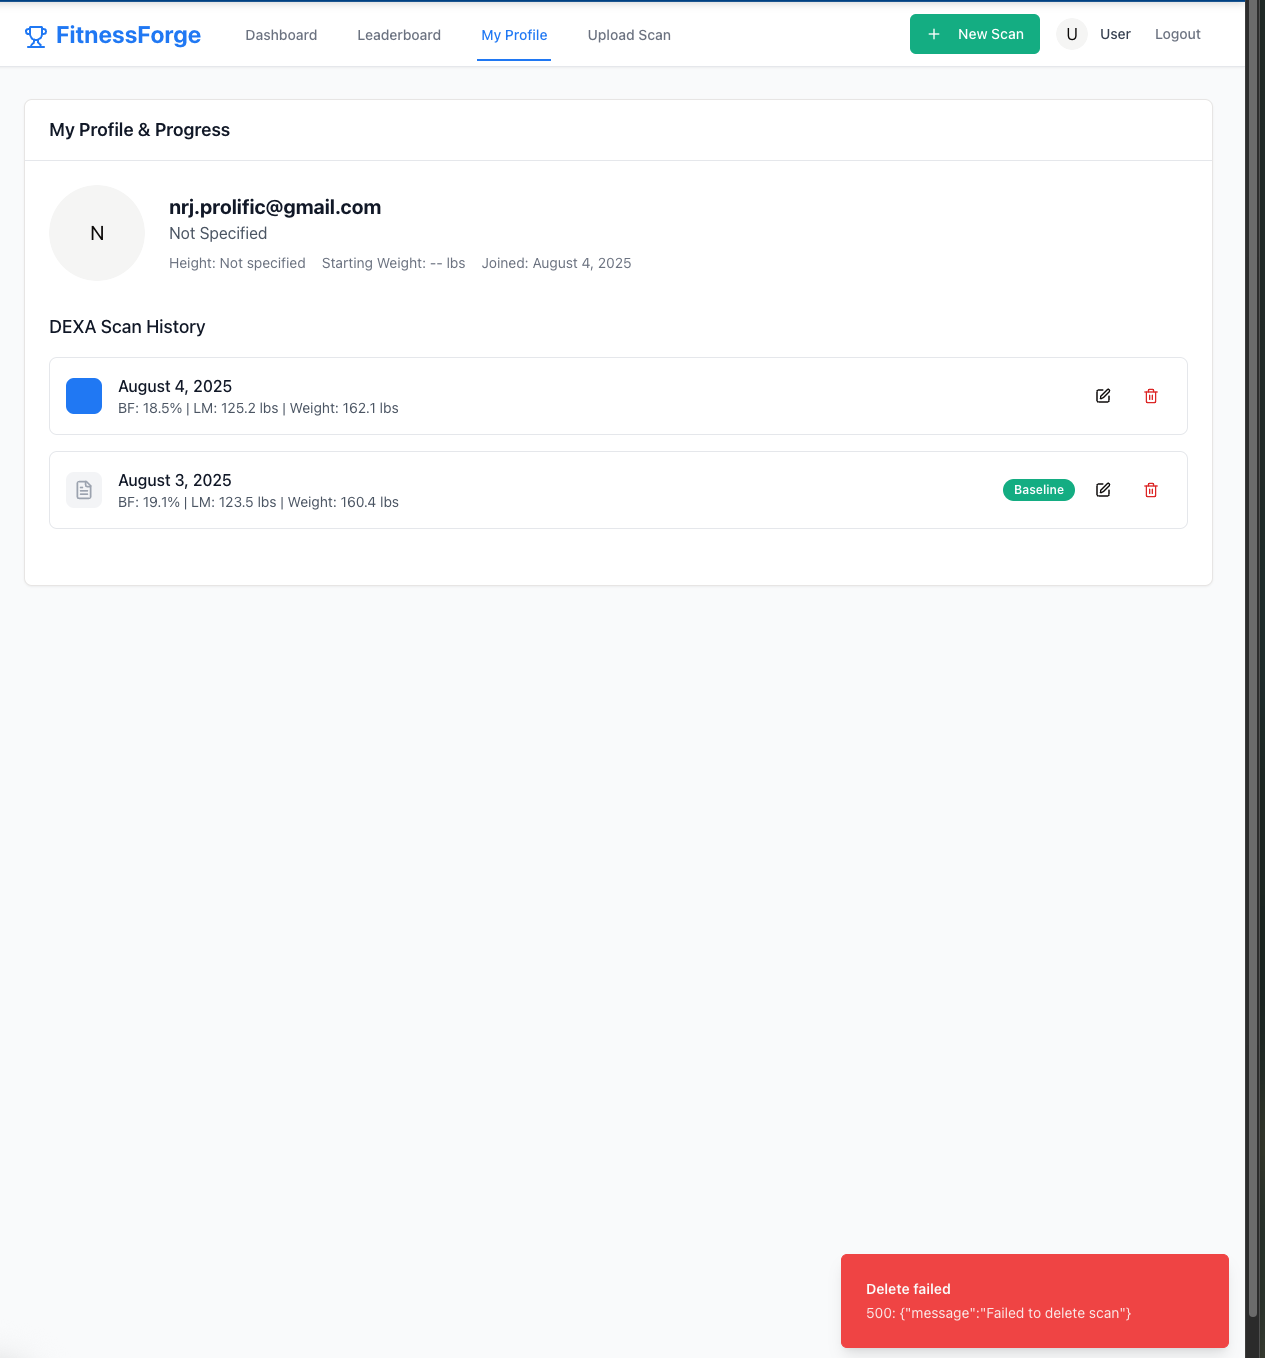 FitnessForge Dashboard Leaderboard My Profile Upload Scan + New Scan U User Logout
My Profile & Progress
N
nrj.prolific@gmail.com
Not Specified
Height: Not specified Starting Weight: -- lbs Joined: August 4, 2025
DEXA Scan History
August 4, 2025
BF: 18.5% | LM: 125.2 lbs | Weight: 162.1 lbs
August 3, 2025
BF: 19.1% | LM: 123.5 lbs | Weight: 160.4 lbs
Baseline
Delete failed
500: {"message":"Failed to delete scan"}